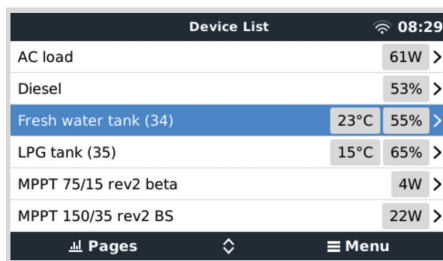 Device List 08:29
AC load 61W
Diesel 53%
Fresh water tank (34) 23°C 55%
LPG tank (35) 15°C 65%
MPPT 75/15 rev2 beta 4W
MPPT 150/35 rev2 BS 22W
Pages Menu